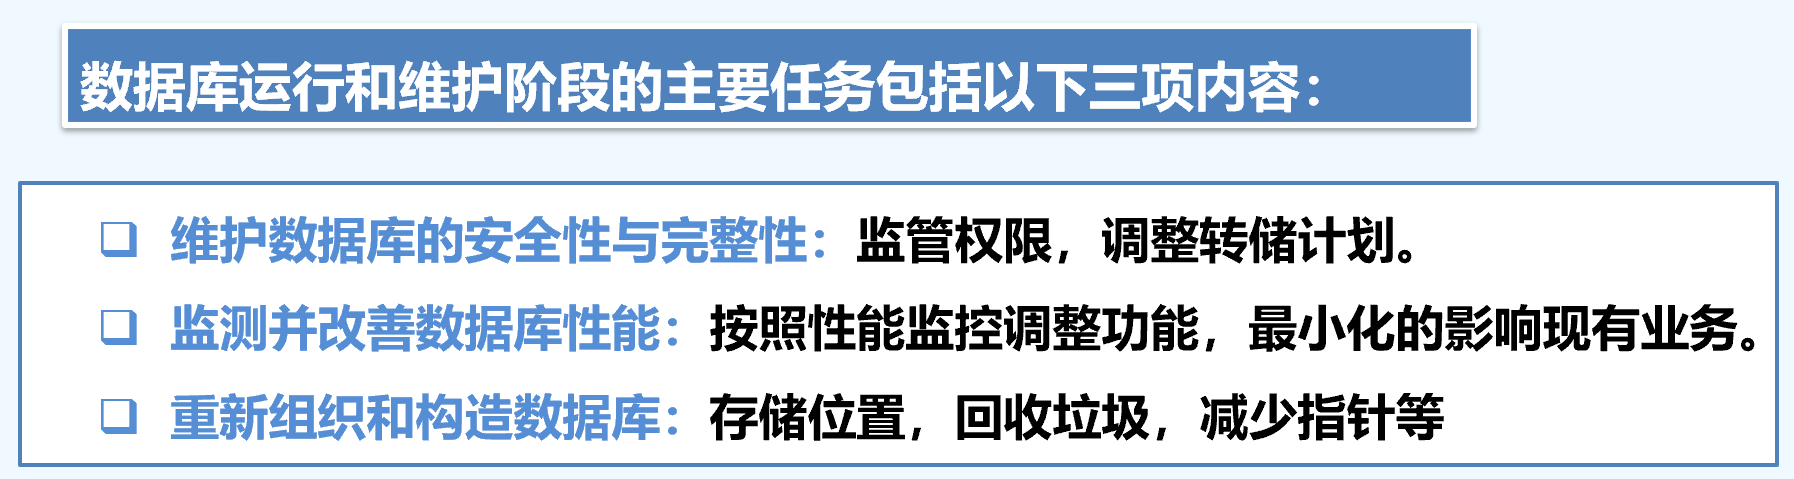 数据库运行和维护阶段的主要任务包括以下三项内容：
维护数据库的安全性与完整性：监管权限，调整转储计划。
监测并改善数据库性能：按照性能监控调整功能，最小化的影响现有业务。
重新组织和构造数据库：存储位置，回收垃圾，减少指针等